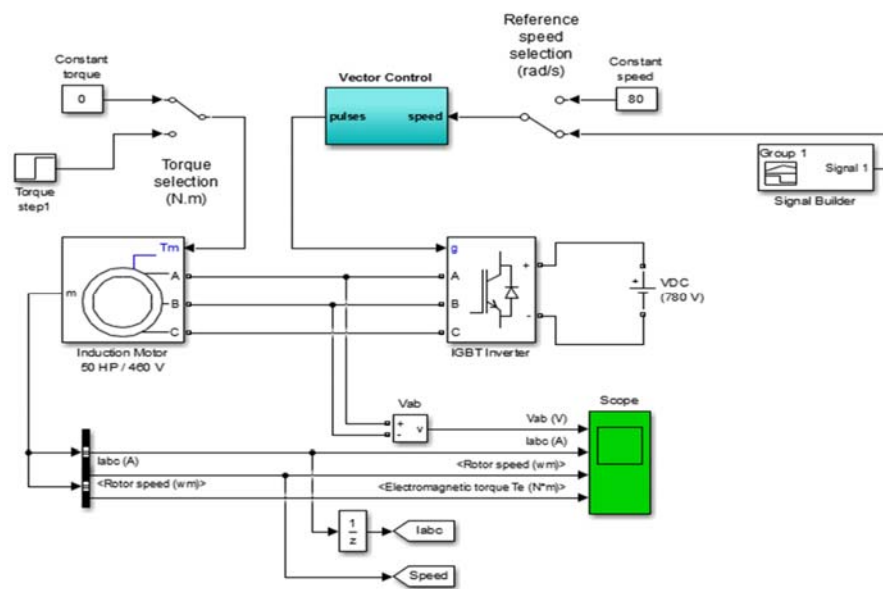 Reference
speed
selection
(rad/s)
Constant
torque
0
Vector Control
pulses
speed
Constant
speed
80
Torque
step1
Torque
selection
(N.m)
Group 1
Signal 1
Signal Builder
Tm
m
A
B
C
Induction Motor
50 HP / 460 V
g
A
B
C
+
-
IGBT Inverter
+
VDC
(780 V)
Vab
+
-
v
Scope
Vab (V)
Iabc (A)
<Rotor speed (wm)>
<Electromagnetic torque Te (N*m)>
Iabc (A)
<Rotor speed (wm)>
1
z
Iabc
Speed